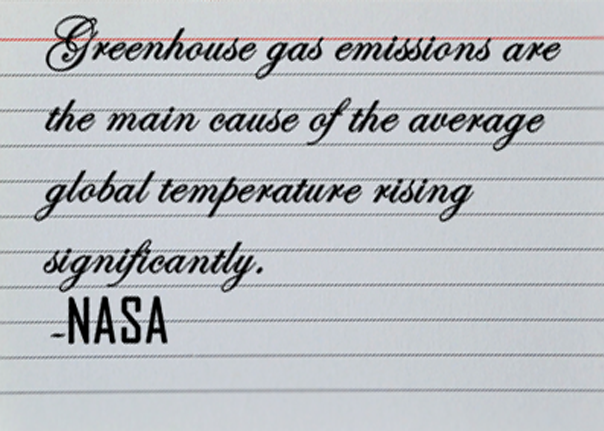 Greenhouse gas emissions are
the main cause of the average
global temperature rising
significantly.
-NASA